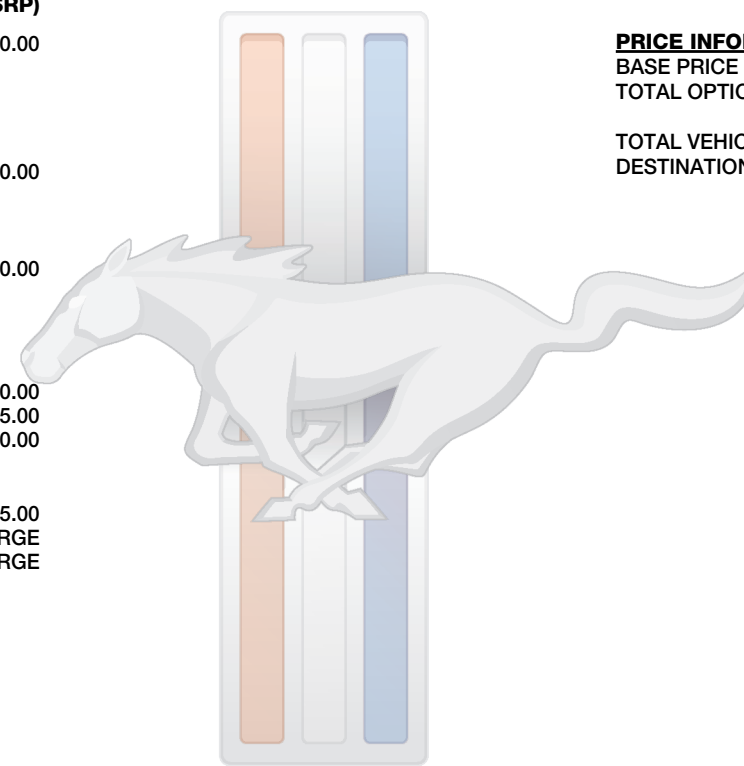 SRP)
0.00
0.00
0.00
0.00
5.00
0.00
5.00
RGE
RGE
PRICE INFO
BASE PRICE
TOTAL OPTIO
TOTAL VEHIC
DESTINATION